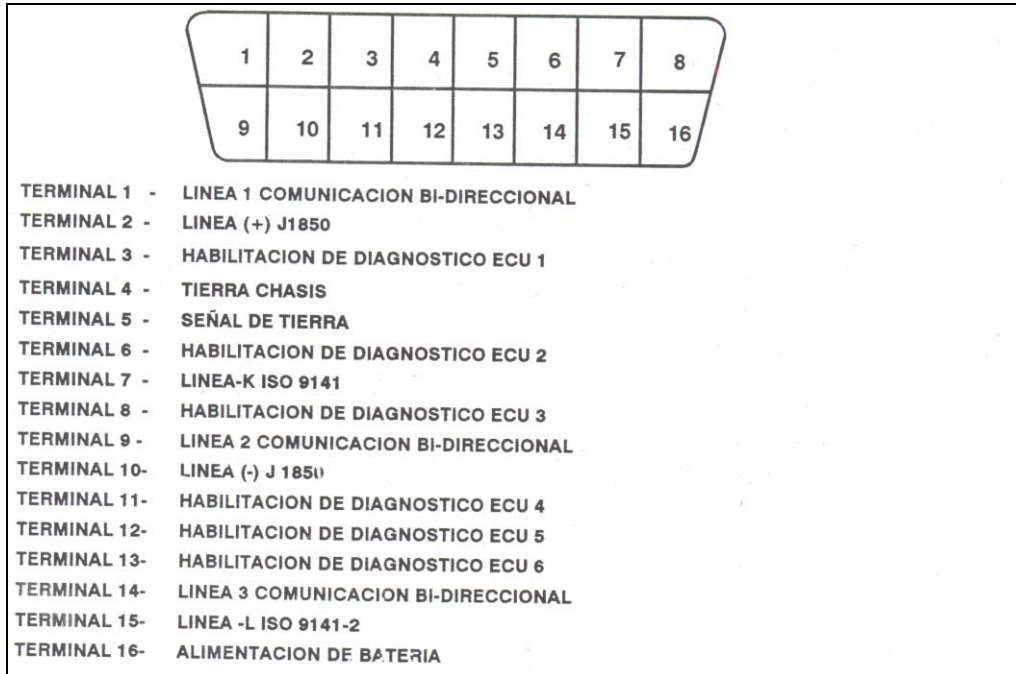 1 2 3 4 5 6 7 8
9 10 11 12 13 14 15 16
TERMINAL 1 - LINEA 1 COMUNICACION BI-DIRECCIONAL
TERMINAL 2 - LINEA (+) J1850
TERMINAL 3 - HABILITACION DE DIAGNOSTICO ECU 1
TERMINAL 4 - TIERRA CHASIS
TERMINAL 5 - SEÑAL DE TIERRA
TERMINAL 6 - HABILITACION DE DIAGNOSTICO ECU 2
TERMINAL 7 - LINEA-K ISO 9141
TERMINAL 8 - HABILITACION DE DIAGNOSTICO ECU 3
TERMINAL 9 - LINEA 2 COMUNICACION BI-DIRECCIONAL
TERMINAL 10- LINEA (-) J 1850
TERMINAL 11- HABILITACION DE DIAGNOSTICO ECU 4
TERMINAL 12- HABILITACION DE DIAGNOSTICO ECU 5
TERMINAL 13- HABILITACION DE DIAGNOSTICO ECU 6
TERMINAL 14- LINEA 3 COMUNICACION BI-DIRECCIONAL
TERMINAL 15- LINEA -L ISO 9141-2
TERMINAL 16- ALIMENTACION DE BATERIA